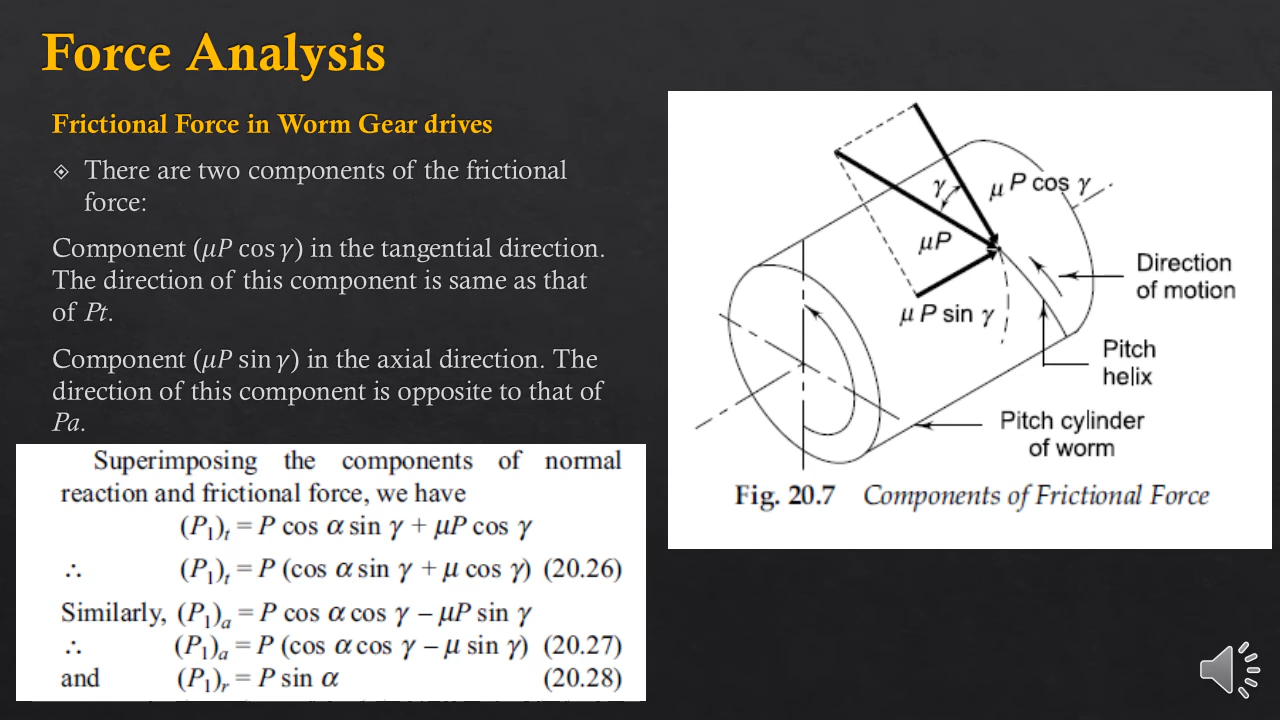 Force Analysis
Frictional Force in Worm Gear drives
There are two components of the frictional
force:
Component (μP cos γ) in the tangential direction.
The direction of this component is same as that
of Pt.
Component (μP sin γ) in the axial direction. The
direction of this component is opposite to that of
Pa.
Superimposing the components of normal
reaction and frictional force, we have
(P₁)ₜ = P cos α sin γ + μP cos γ
∴ (P₁)ₜ = P (cos α sin γ + μ cos γ) (20.26)
Similarly, (P₁)ₐ = P cos α cos γ – μP sin γ
∴ (P₁)ₐ = P (cos α cos γ – μ sin γ) (20.27)
and (P₁)ᵣ = P sin α (20.28)
γ
μ P cos γ
μP
μ P sin γ
Direction
of motion
Pitch
helix
Pitch cylinder
of worm
Fig. 20.7 Components of Frictional Force